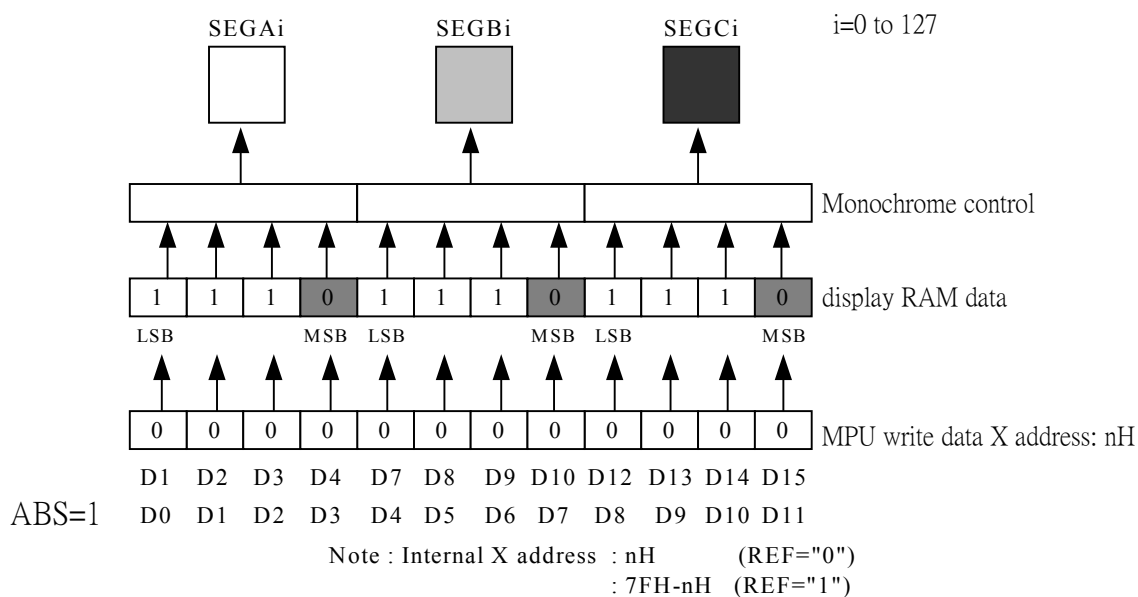 SEGAi SEGBi SEGCi i=0 to 127
Monochrome control
1 1 1 0 1 1 1 0 1 1 1 0 display RAM data
LSB MSB LSB MSB LSB MSB
0 0 0 0 0 0 0 0 0 0 0 0 MPU write data X address: nH
D1 D2 D3 D4 D7 D8 D9 D10 D12 D13 D14 D15
ABS=1 D0 D1 D2 D3 D4 D5 D6 D7 D8 D9 D10 D11
Note : Internal X address : nH (REF="0")
: 7FH-nH (REF="1")